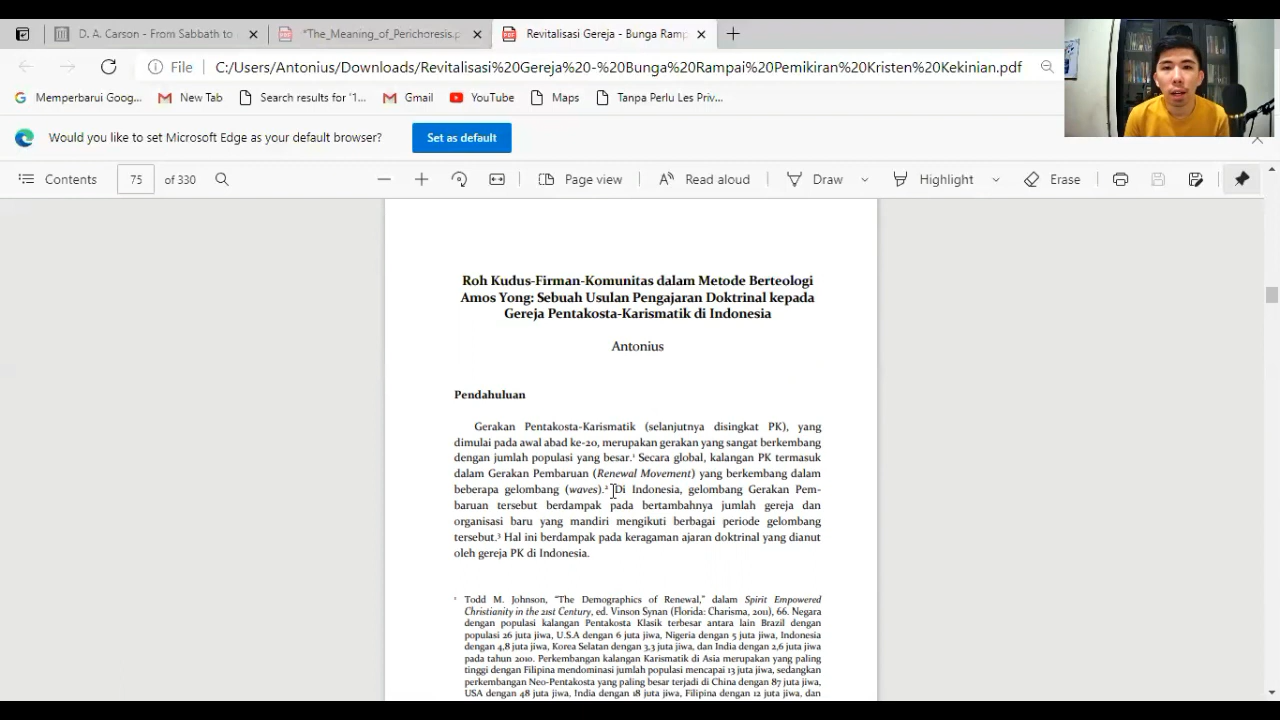 D. A. Carson - From Sabbath to
*The_Meaning_of_Perichoresis.p
Revitalisasi Gereja - Bunga Ramp
File
C:/Users/Antonius/Downloads/Revitalisasi%20Gereja%20-%20Bunga%20Rampai%20Pemikiran%20Kristen%20Kekinian.pdf
Memperbarui Goog...
New Tab
Search results for '1...
Gmail
YouTube
Maps
Tanpa Perlu Les Priv...
Would you like to set Microsoft Edge as your default browser?
Set as default
Contents
75
of 330
Page view
Read aloud
Draw
Highlight
Erase
Roh Kudus-Firman-Komunitas dalam Metode Berteologi
Amos Yong: Sebuah Usulan Pengajaran Doktrinal kepada
Gereja Pentakosta-Karismatik di Indonesia
Antonius
Pendahuluan
Gerakan Pentakosta-Karismatik (selanjutnya disingkat PK), yang
dimulai pada awal abad ke-20, merupakan gerakan yang sangat berkembang
dengan jumlah populasi yang besar.¹ Secara global, kalangan PK termasuk
dalam Gerakan Pembaruan (Renewal Movement) yang berkembang dalam
beberapa gelombang (waves).² Di Indonesia, gelombang Gerakan Pem-
baruan tersebut berdampak pada bertambahnya jumlah gereja dan
organisasi baru yang mandiri mengikuti berbagai periode gelombang
tersebut.³ Hal ini berdampak pada keragaman ajaran doktrinal yang dianut
oleh gereja PK di Indonesia.
¹ Todd M. Johnson, “The Demographics of Renewal,” dalam Spirit Empowered
Christianity in the 21st Century, ed. Vinson Synan (Florida: Charisma, 2011), 66. Negara
dengan populasi kalangan Pentakosta Klasik terbesar antara lain Brazil dengan
populasi 26 juta jiwa, U.S.A dengan 6 juta jiwa, Nigeria dengan 5 juta jiwa, Indonesia
dengan 4,8 juta jiwa, Korea Selatan dengan 3,3 juta jiwa, dan India dengan 2,6 juta jiwa
pada tahun 2010. Perkembangan kalangan Karismatik di Asia merupakan yang paling
tinggi dengan Filipina mendominasi jumlah populasi mencapai 13 juta jiwa, sedangkan
perkembangan Neo-Pentakosta yang paling besar terjadi di China dengan 87 juta jiwa,
USA dengan 48 juta jiwa, India dengan 18 juta jiwa, Filipina dengan 12 juta jiwa, dan